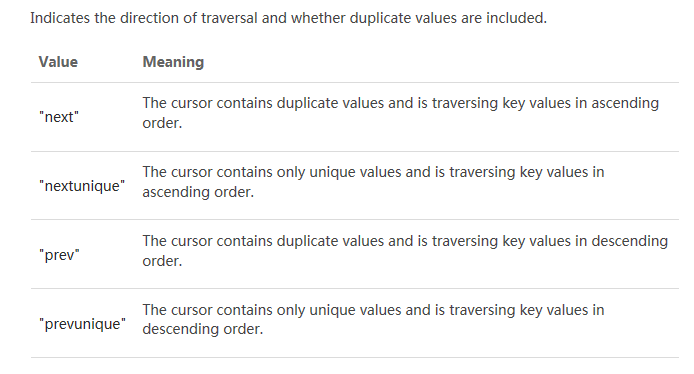 Indicates the direction of traversal and whether duplicate values are included.
Value Meaning
"next" The cursor contains duplicate values and is traversing key values in ascending
order.
"nextunique" The cursor contains only unique values and is traversing key values in
ascending order.
"prev" The cursor contains duplicate values and is traversing key values in descending
order.
"prevunique" The cursor contains only unique values and is traversing key values in
descending order.